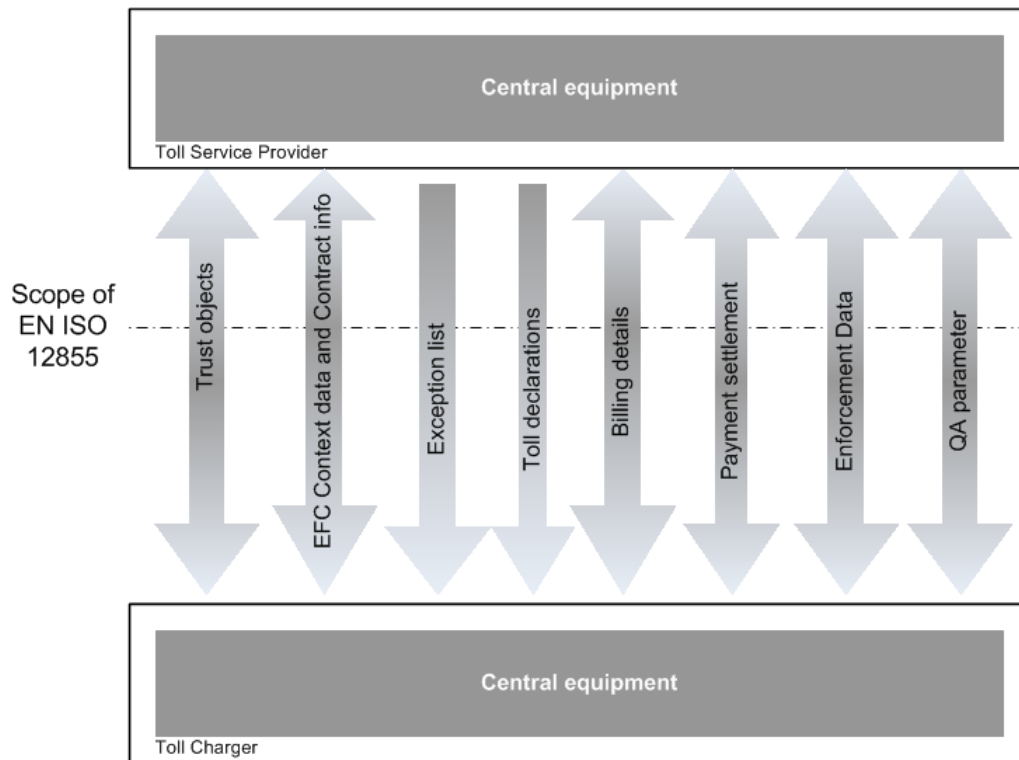 Central equipment
Toll Service Provider
Scope of
EN ISO
12855
Trust objects
EFC Context data and Contract info
Exception list
Toll declarations
Billing details
Payment settlement
Enforcement Data
QA parameter
Central equipment
Toll Charger